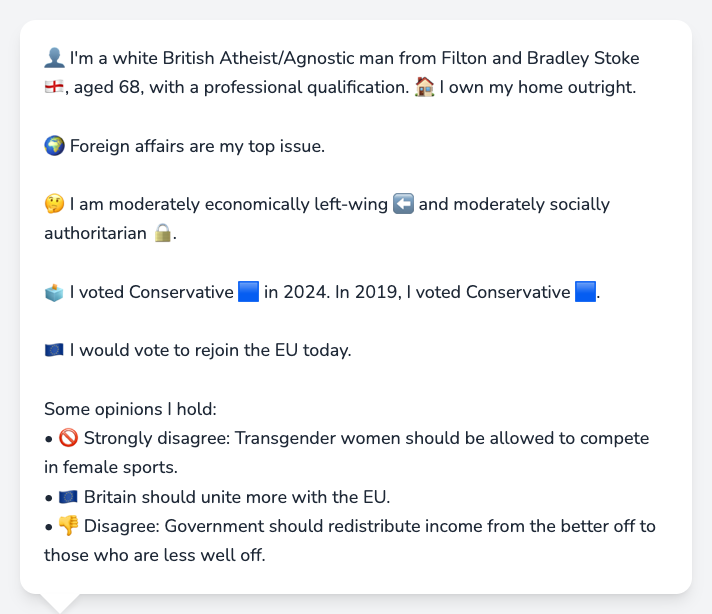 👤 I'm a white British Atheist/Agnostic man from Filton and Bradley Stoke
🏴󠁧󠁢󠁥󠁮󠁧󠁿, aged 68, with a professional qualification. 🏠 I own my home outright.
🌍 Foreign affairs are my top issue.
🤔 I am moderately economically left-wing ⬅️ and moderately socially
authoritarian 🔒.
🗳️ I voted Conservative 🟦 in 2024. In 2019, I voted Conservative 🟦.
🇪🇺 I would vote to rejoin the EU today.
Some opinions I hold:
• 🚫 Strongly disagree: Transgender women should be allowed to compete
in female sports.
• 🇪🇺 Britain should unite more with the EU.
• 👎 Disagree: Government should redistribute income from the better off to
those who are less well off.